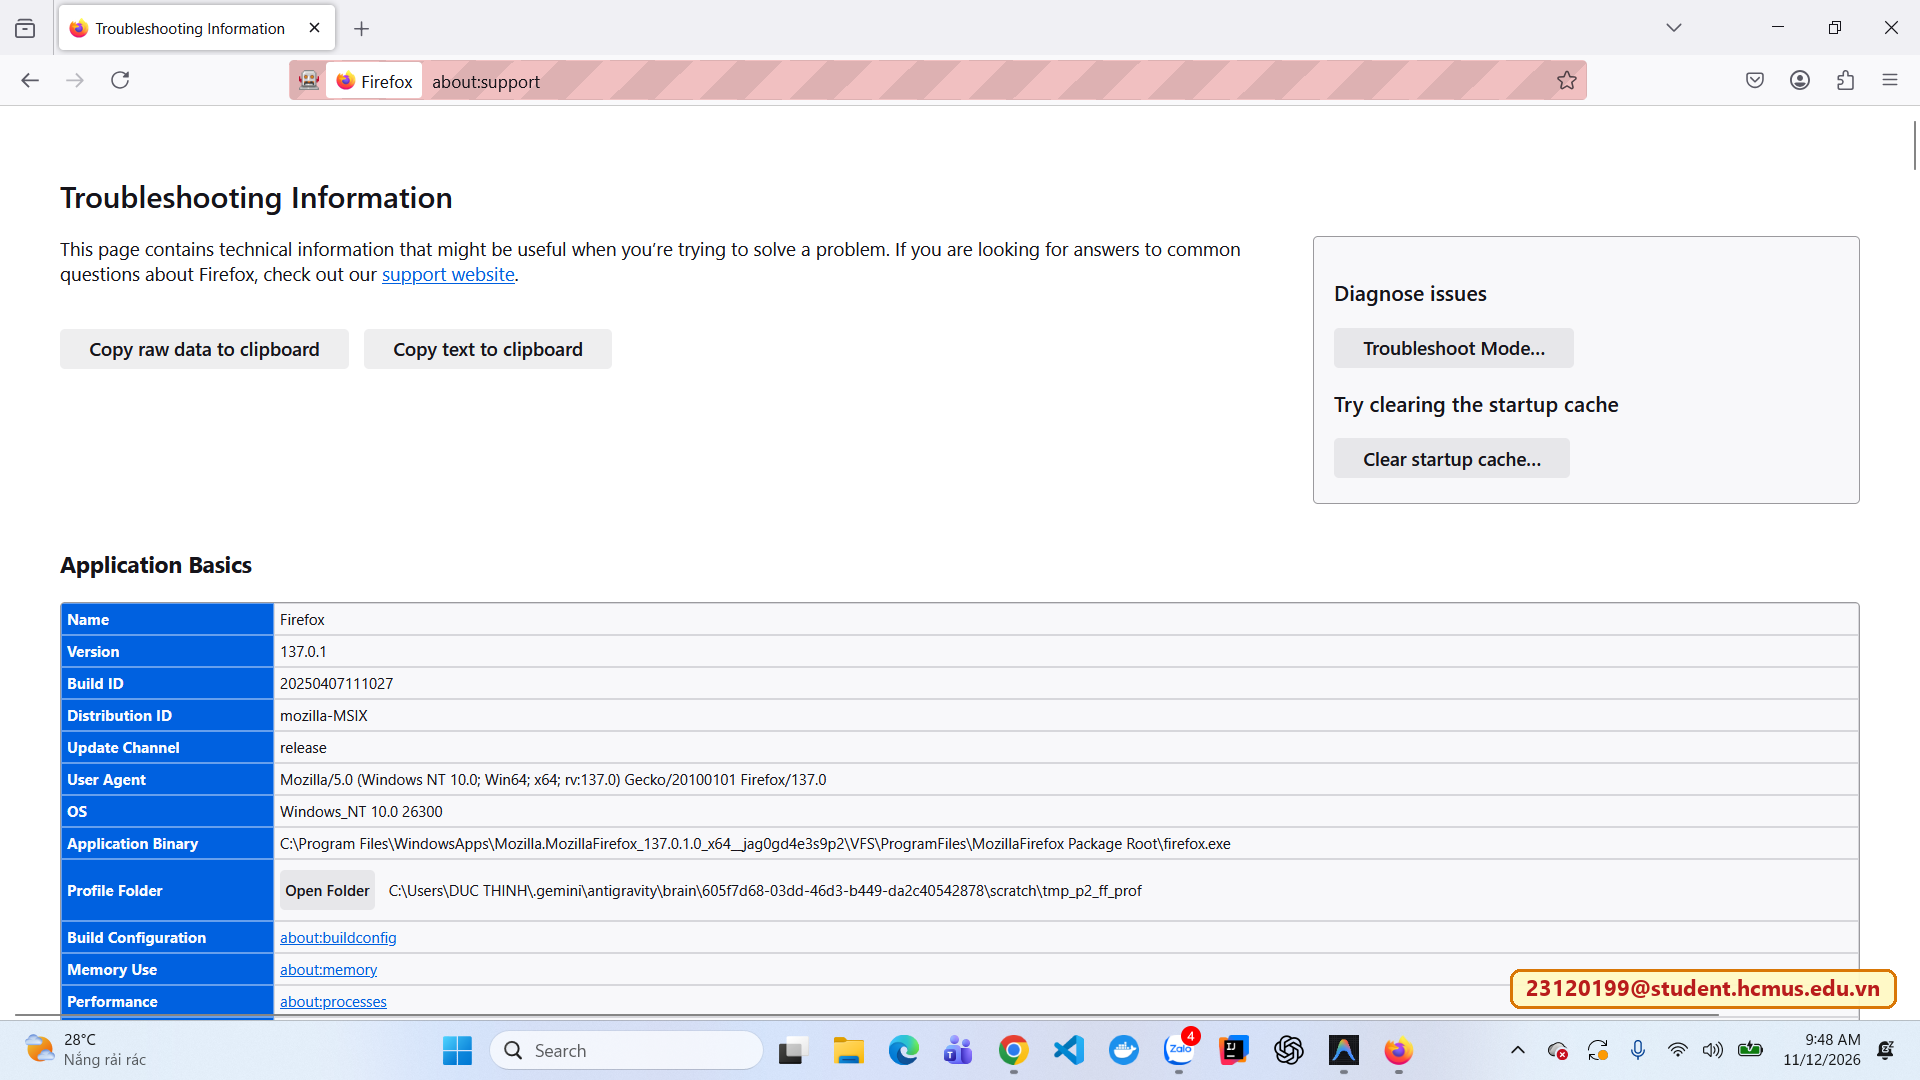 Troubleshooting Information
Firefox
about:support
Troubleshooting Information
This page contains technical information that might be useful when you’re trying to solve a problem. If you are looking for answers to common
questions about Firefox, check out our support website.
Copy raw data to clipboard
Copy text to clipboard
Diagnose issues
Troubleshoot Mode...
Try clearing the startup cache
Clear startup cache...
Application Basics
Name Firefox
Version 137.0.1
Build ID 20250407111027
Distribution ID mozilla-MSIX
Update Channel release
User Agent Mozilla/5.0 (Windows NT 10.0; Win64; x64; rv:137.0) Gecko/20100101 Firefox/137.0
OS Windows_NT 10.0 26300
Application Binary C:\Program Files\WindowsApps\Mozilla.MozillaFirefox_137.0.1.0_x64__jag0gd4e3s9p2\VFS\ProgramFiles\MozillaFirefox Package Root\firefox.exe
Profile Folder Open Folder C:\Users\DUC THINH\.gemini\antigravity\brain\605f7d68-03dd-46d3-b449-da2c40542878\scratch\tmp_p2_ff_prof
Build Configuration about:buildconfig
Memory Use about:memory
Performance about:processes
23120199@student.hcmus.edu.vn
28°C
Nắng rải rác
Search
Zalo
4
9:48 AM
11/12/2026